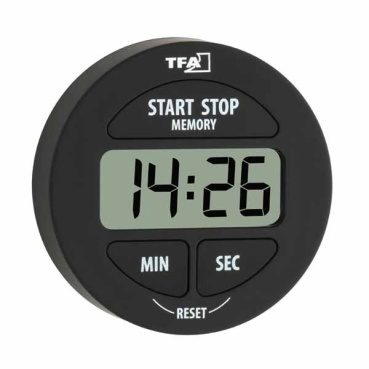 TFA
START STOP
MEMORY
14:26
MIN SEC
RESET